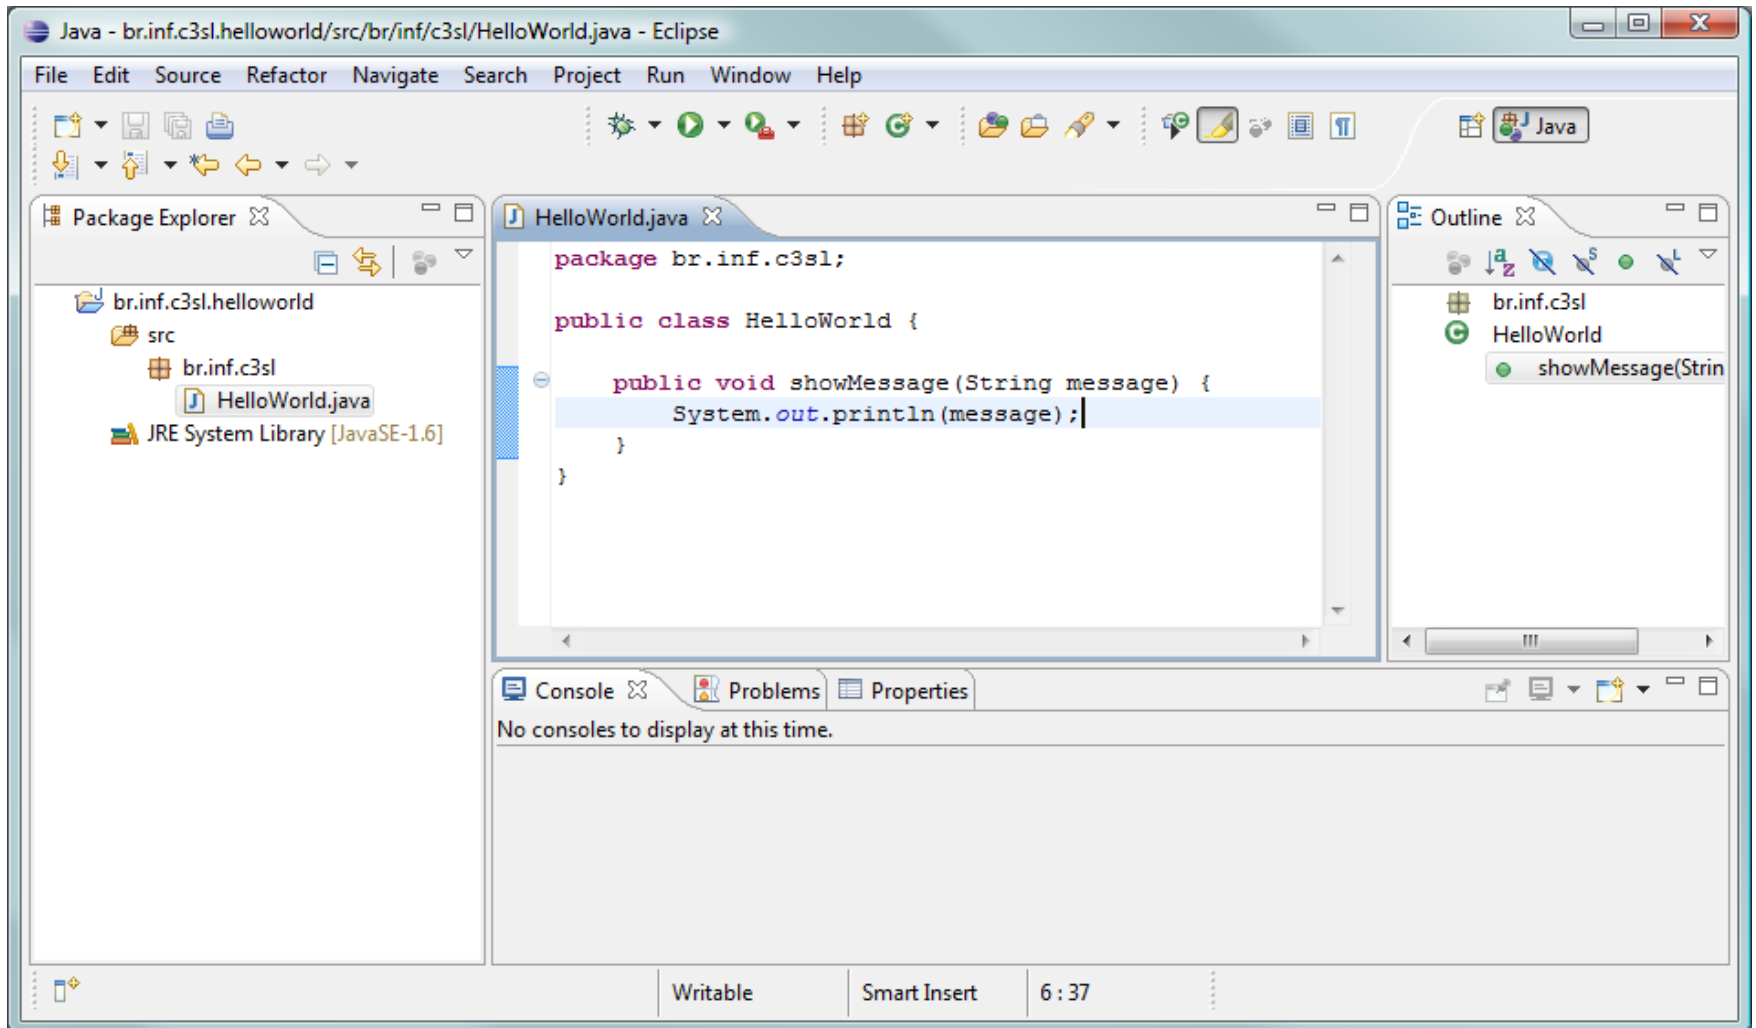 Java - br.inf.c3sl.helloworld/src/br/inf/c3sl/HelloWorld.java - Eclipse
File Edit Source Refactor Navigate Search Project Run Window Help
Java
Package Explorer
br.inf.c3sl.helloworld
src
br.inf.c3sl
HelloWorld.java
JRE System Library [JavaSE-1.6]
HelloWorld.java
package br.inf.c3sl;
public class HelloWorld {
public void showMessage(String message) {
System.out.println(message);
}
}
Outline
br.inf.c3sl
HelloWorld
showMessage(Strin
Console Problems Properties
No consoles to display at this time.
Writable Smart Insert 6 : 37